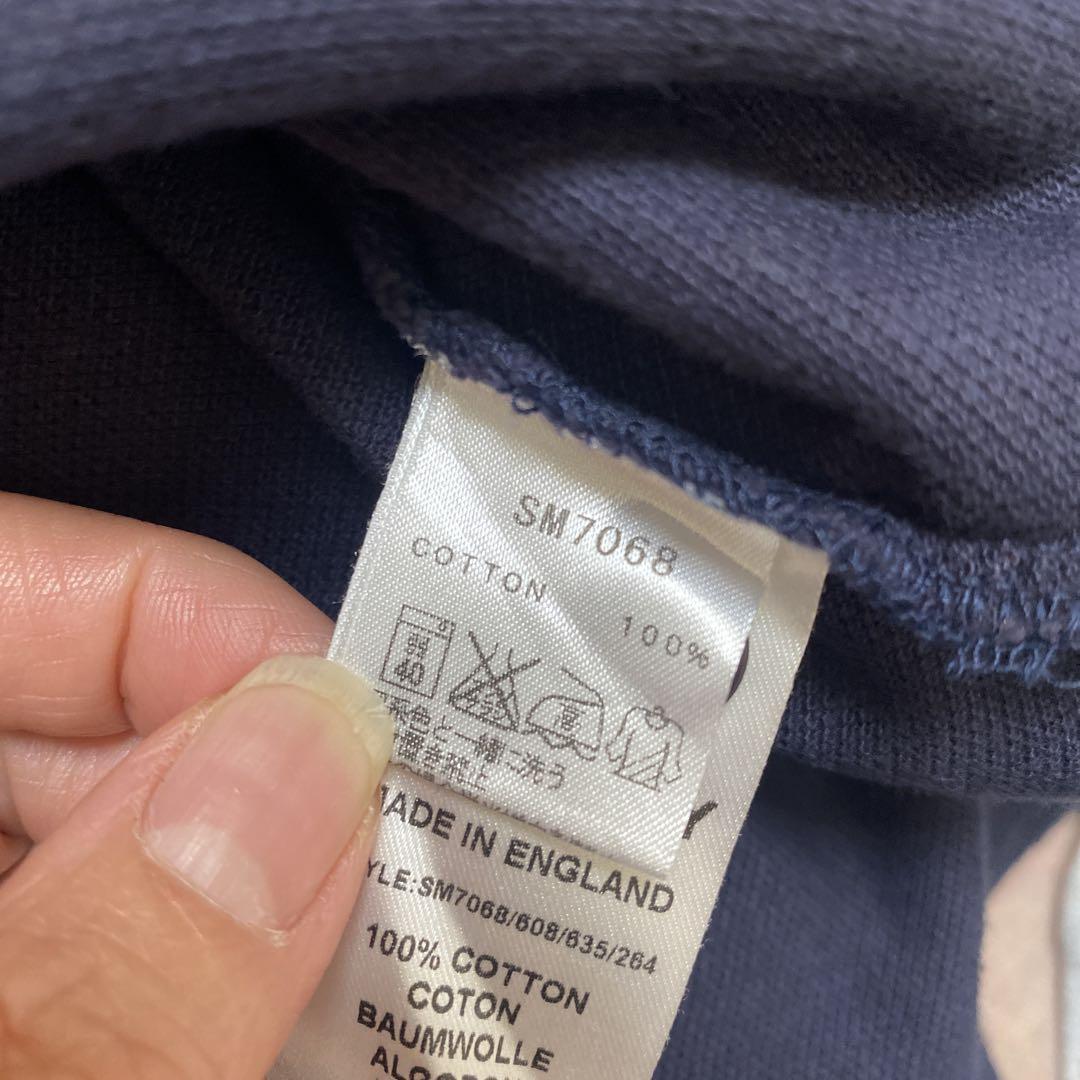 SM7068
COTTON 100%
弱
40
同色と一緒に洗う
MADE IN ENGLAND
YLE:SM7068/608/635/264
100% COTTON
COTON
BAUMWOLLE